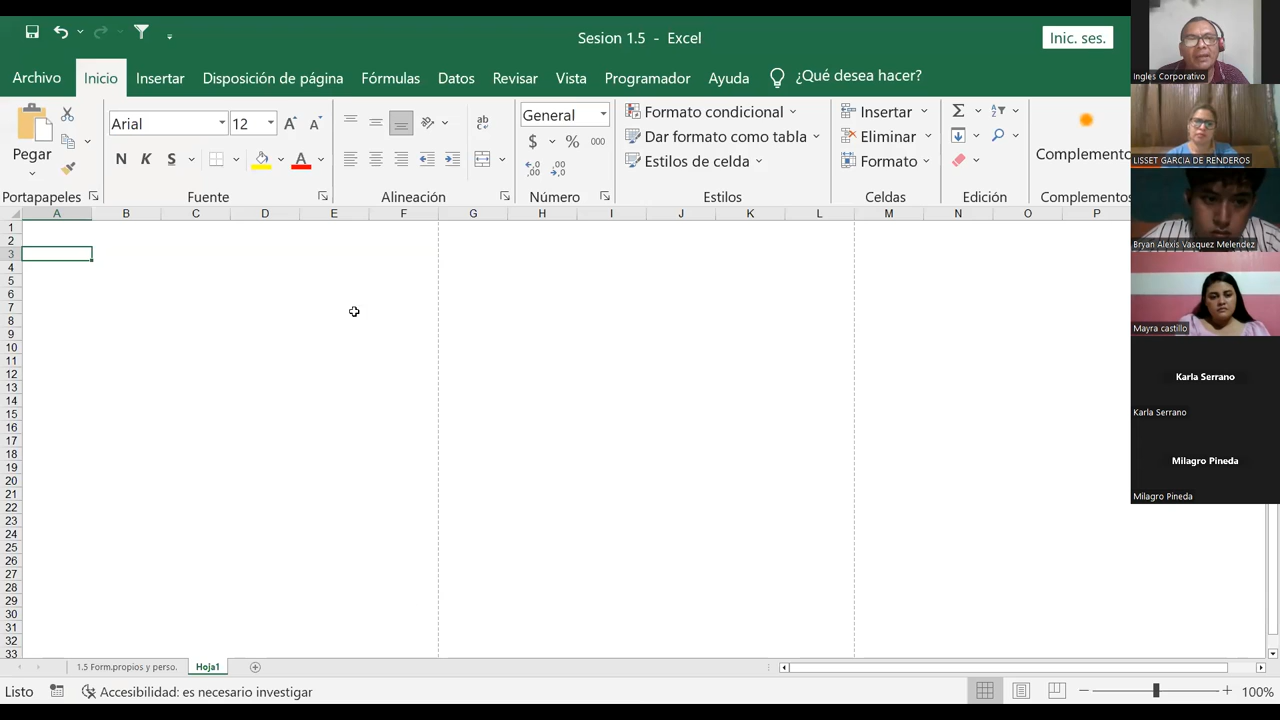 Sesion 1.5 - Excel
Inic. ses.
Archivo Inicio Insertar Disposición de página Fórmulas Datos Revisar Vista Programador Ayuda ¿Qué desea hacer?
Pegar
Portapapeles
Arial 12
N K S A
Fuente
ab
Alineación
General
$ % 000
Número
Formato condicional
Dar formato como tabla
Estilos de celda
Estilos
Insertar
Eliminar
Formato
Celdas
Edición
Complemento
Complementos
A B C D E F G H I J K L M N O P
1
2
3
4
5
6
7
8
9
10
11
12
13
14
15
16
17
18
19
20
21
22
23
24
25
26
27
28
29
30
31
32
33
1.5 Form.propios y perso. Hoja1
Listo Accesibilidad: es necesario investigar 100%
Ingles Corporativo
LISSET GARCIA DE RENDEROS
Bryan Alexis Vasquez Melendez
Mayra castillo
Karla Serrano
Karla Serrano
Milagro Pineda
Milagro Pineda